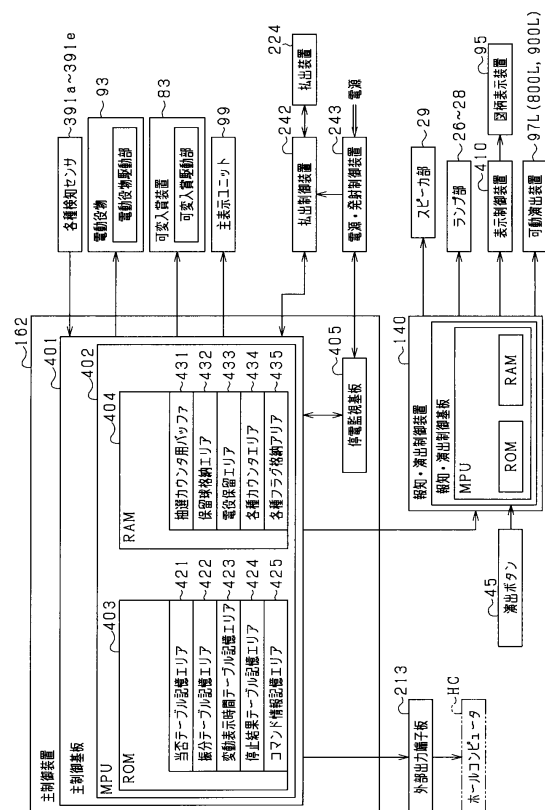 主制御装置
162
主制御基板
401
MPU
402
ROM
403
当否テーブル記憶エリア
421
振分テーブル記憶エリア
422
変動表示時間テーブル記憶エリア
423
停止結果テーブル記憶エリア
424
コマンド情報記憶エリア
425
RAM
404
抽選カウンタ用バッファ
431
保留球格納エリア
432
電役保留エリア
433
各種カウンタエリア
434
各種フラグ格納アリア
435
各種検知センサ
391a~391e
電動役物
93
電動役物駆動部
可変入賞装置
83
可変入賞駆動部
主表示ユニット
99
払出装置
224
払出制御装置
242
電源・発射制御装置
243
電源
停電監視基板
405
報知・演出制御装置
140
報知・演出制御基板
MPU
ROM
RAM
スピーカ部
29
ランプ部
26~28
表示制御装置
410
図柄表示装置
95
可動演出装置
97L(800L, 900L)
演出ボタン
45
外部出力端子板
213
ホールコンピュータ
HC